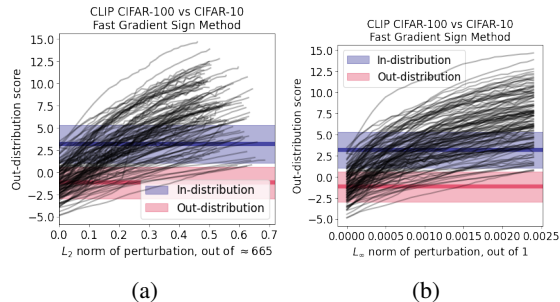 CLIP CIFAR-100 vs CIFAR-10
Fast Gradient Sign Method
Out-distribution score
15.0
12.5
10.0
7.5
5.0
2.5
0.0
−2.5
−5.0
In-distribution
Out-distribution
0.0 0.1 0.2 0.3 0.4 0.5 0.6 0.7
L₂ norm of perturbation, out of ≈665
(a)
CLIP CIFAR-100 vs CIFAR-10
Fast Gradient Sign Method
Out-distribution score
15.0
12.5
10.0
7.5
5.0
2.5
0.0
−2.5
−5.0
In-distribution
Out-distribution
0.0000 0.0005 0.0010 0.0015 0.0020 0.0025
L∞ norm of perturbation, out of 1
(b)